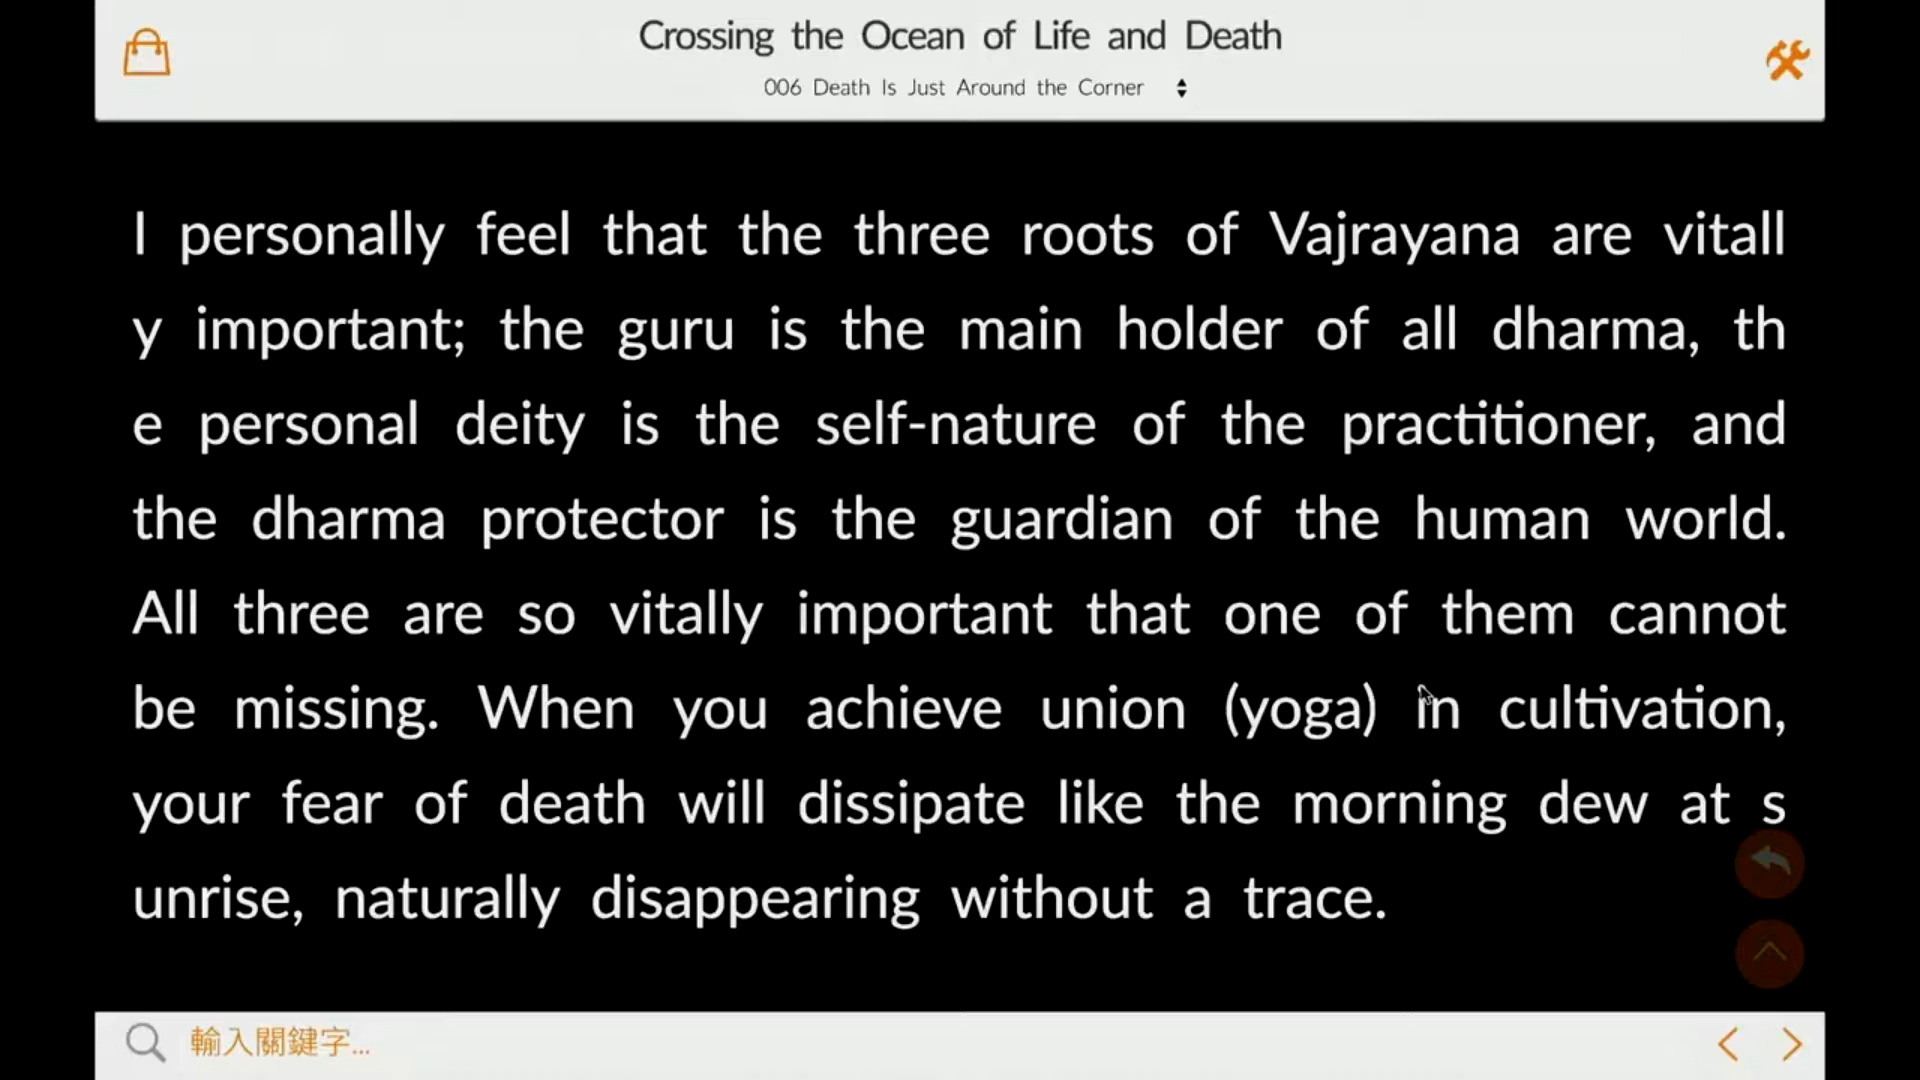 Crossing the Ocean of Life and Death
006 Death Is Just Around the Corner
I personally feel that the three roots of Vajrayana are vitall
y important; the guru is the main holder of all dharma, th
e personal deity is the self-nature of the practitioner, and
the dharma protector is the guardian of the human world.
All three are so vitally important that one of them cannot
be missing. When you achieve union (yoga) in cultivation,
your fear of death will dissipate like the morning dew at s
unrise, naturally disappearing without a trace.
輸入關鍵字...